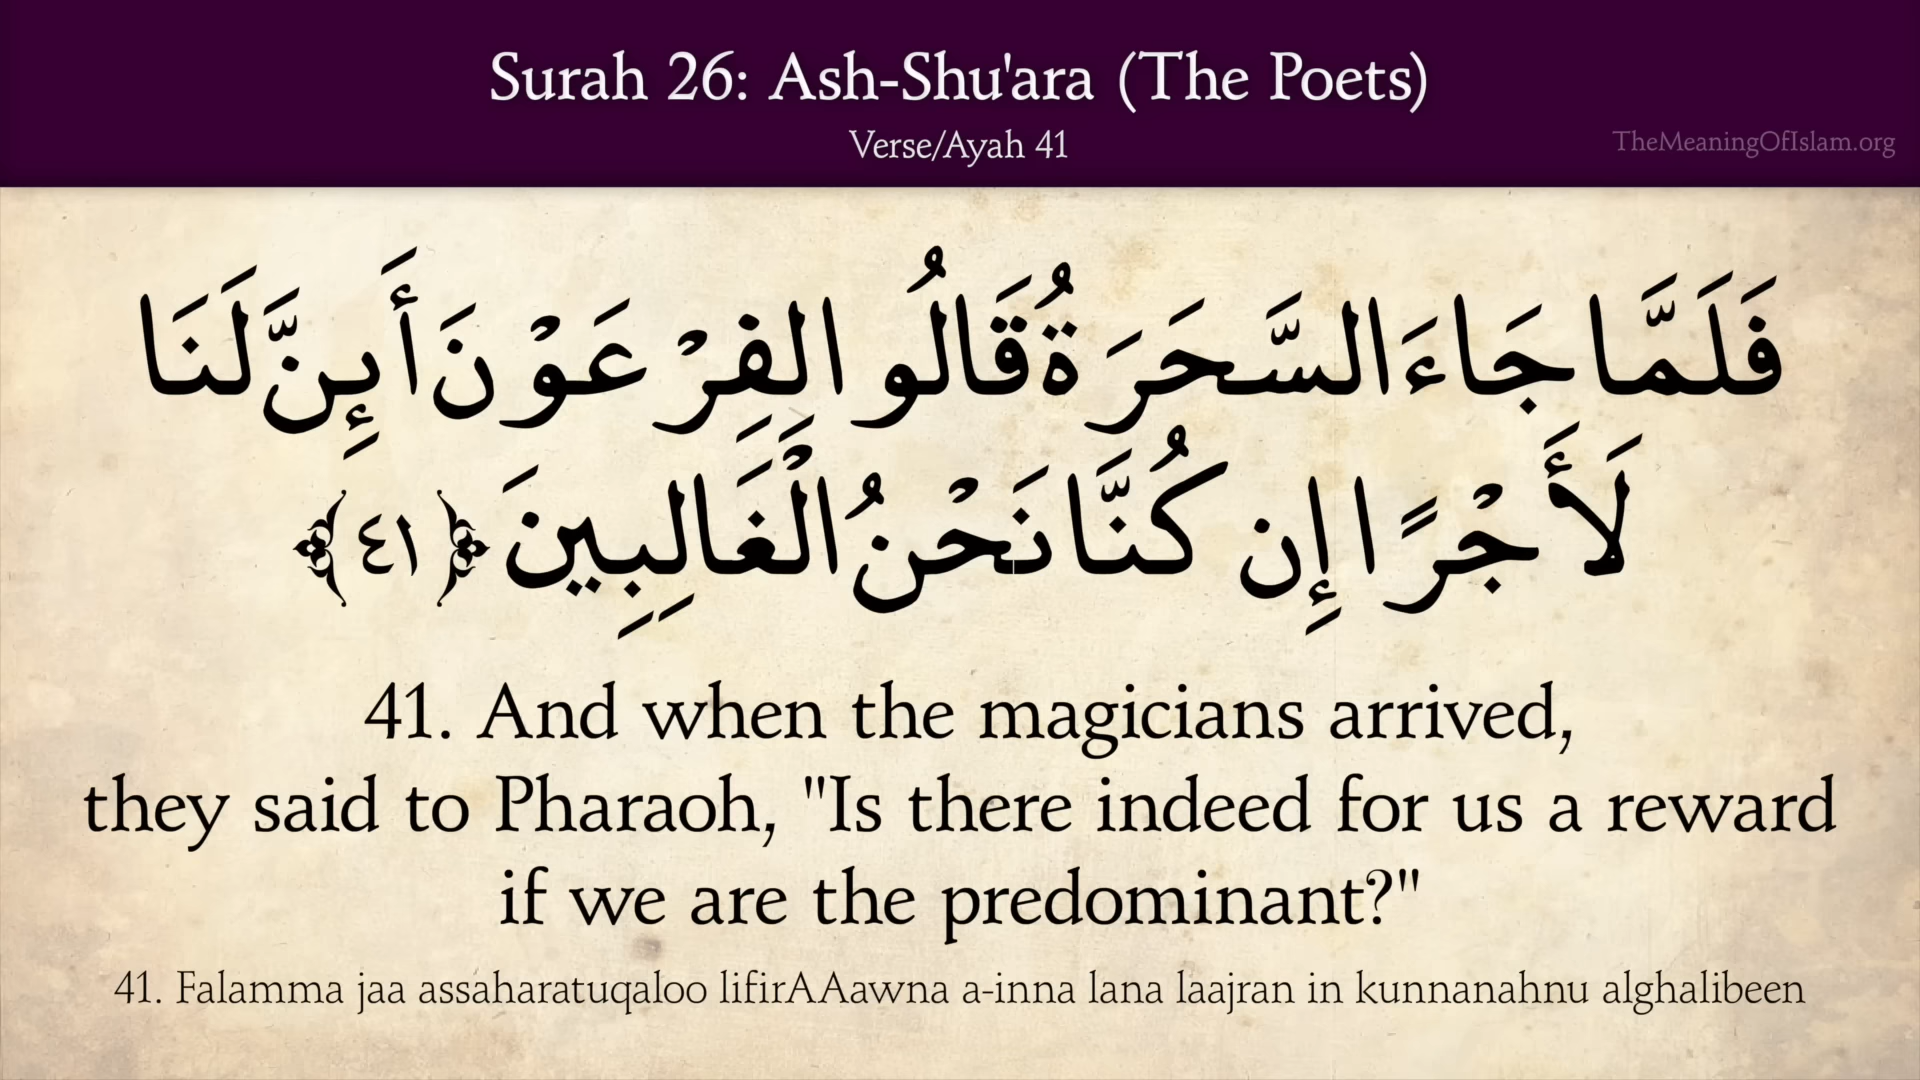 Surah 26: Ash-Shu'ara (The Poets)
Verse/Ayah 41
TheMeaningOfIslam.org
فَلَمَّا جَاءَ السَّحَرَةُ قَالُوا لِفِرْعَوْنَ أَئِنَّ لَنَا
لَأَجْرًا إِن كُنَّا نَحْنُ الْغَالِبِينَ ﴿٤١﴾
41. And when the magicians arrived,
they said to Pharaoh, "Is there indeed for us a reward
if we are the predominant?"
41. Falamma jaa assaharatuqaloo lifirAAawna a-inna lana laajran in kunnanahnu alghalibeen